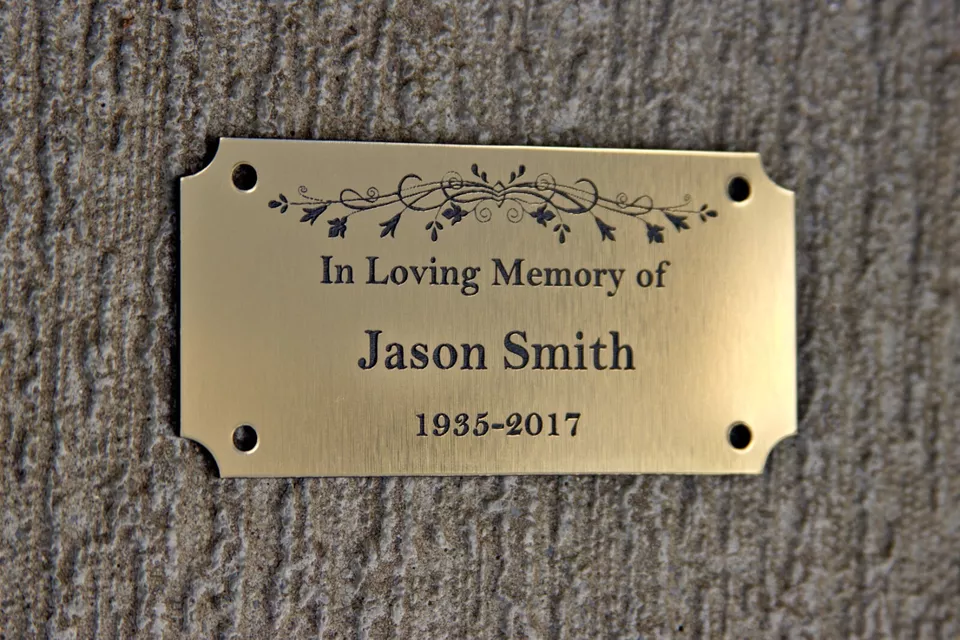 In Loving Memory of
Jason Smith
1935-2017